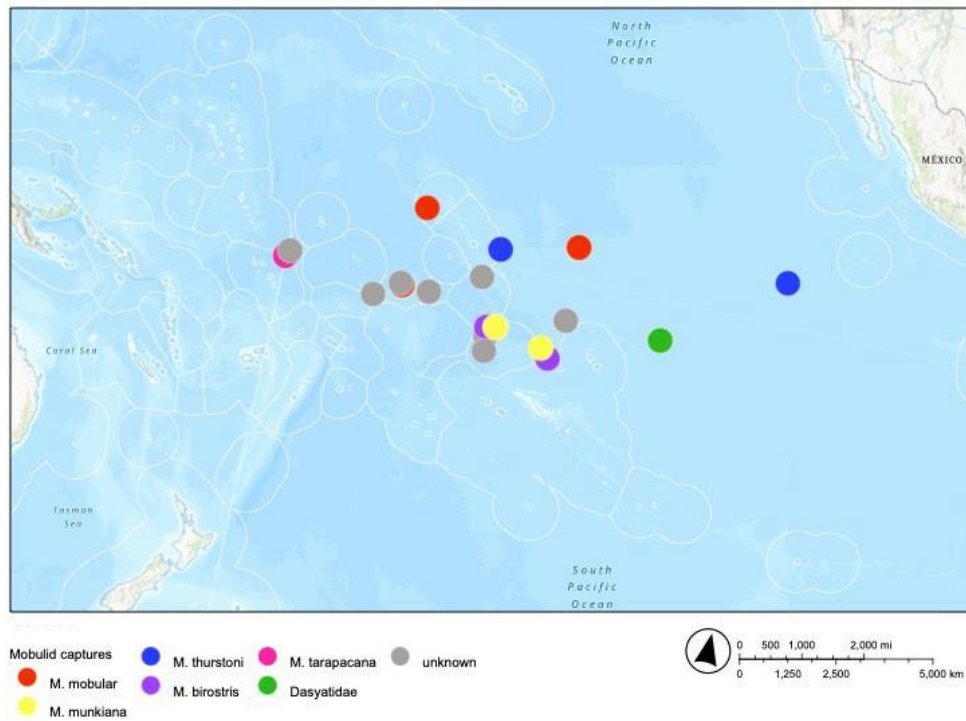 North
Pacific
Ocean
MÉXICO
Coral Sea
Tasman
Sea
South
Pacific
Ocean
Mobulid captures
M. mobular
M. munkiana
M. thurstoni
M. birostris
M. tarapacana
Dasyatidae
unknown
0 500 1,000 2,000 mi
0 1,250 2,500 5,000 km